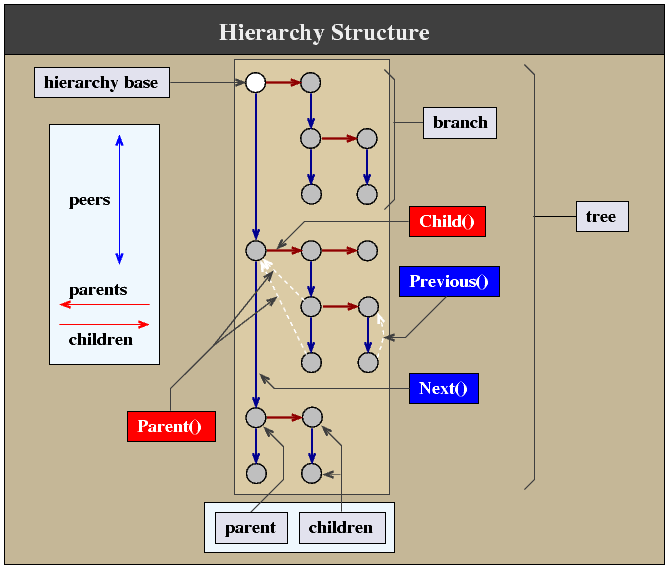 Hierarchy Structure
hierarchy base
branch
peers
Child()
tree
Previous()
parents
children
Next()
Parent()
parent
children